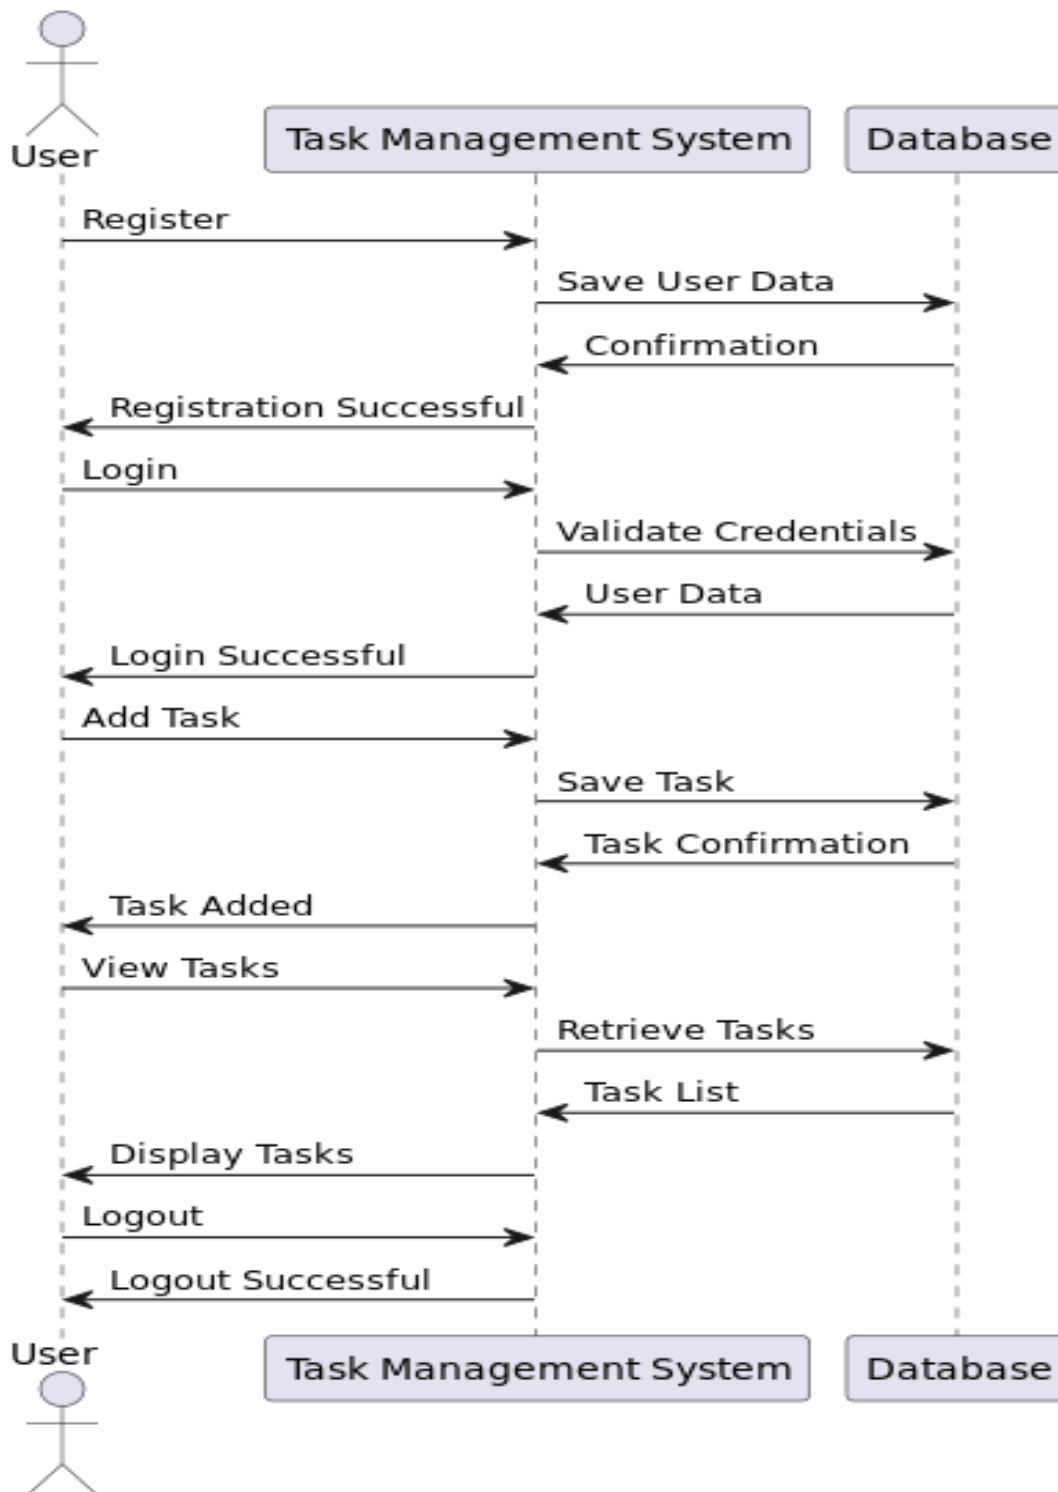 User
Task Management System
Database
Register
Save User Data
Confirmation
Registration Successful
Login
Validate Credentials
User Data
Login Successful
Add Task
Save Task
Task Confirmation
Task Added
View Tasks
Retrieve Tasks
Task List
Display Tasks
Logout
Logout Successful
User
Task Management System
Database